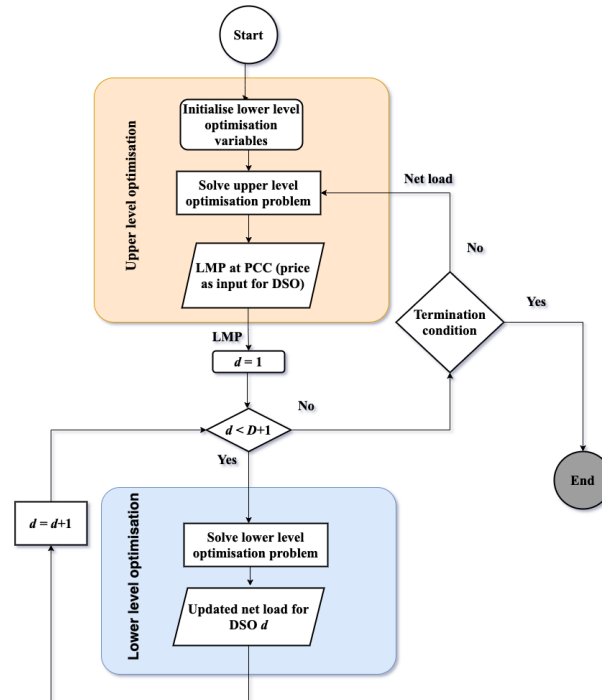 Start
Upper level optimisation
Initialise lower level
optimisation
variables
Solve upper level
optimisation problem
Net load
LMP at PCC (price
as input for DSO)
No
Termination
condition
Yes
LMP
d = 1
d < D+1
No
Yes
End
d = d+1
Lower level optimisation
Solve lower level
optimisation problem
Updated net load for
DSO d